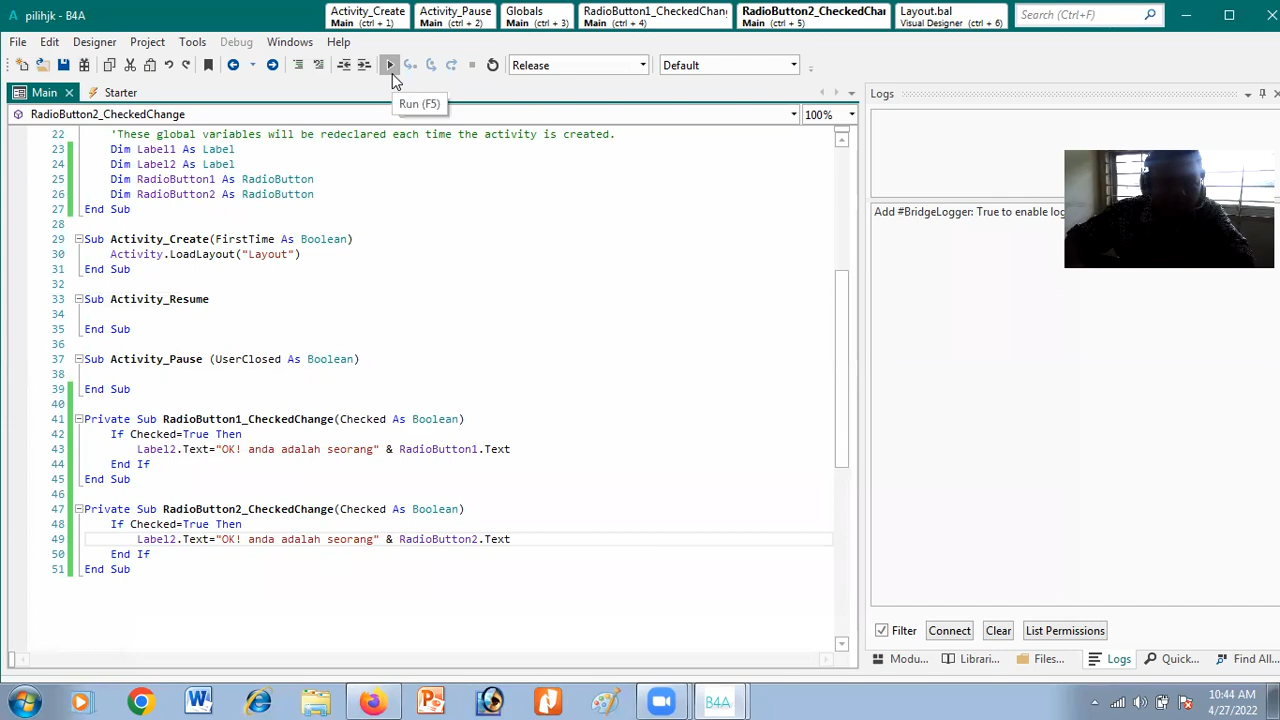 pilihjk - B4A
Activity_Create
Main (ctrl + 1)
Activity_Pause
Main (ctrl + 2)
Globals
Main (ctrl + 3)
RadioButton1_CheckedChan
Main (ctrl + 4)
RadioButton2_CheckedChai
Main (ctrl + 5)
Layout.bal
Visual Designer (ctrl + 6)
Search (Ctrl+F)
File Edit Designer Project Tools Debug Windows Help
Release Default
Main Starter
Run (F5)
RadioButton2_CheckedChange 100%
22 'These global variables will be redeclared each time the activity is created.
23 Dim Label1 As Label
24 Dim Label2 As Label
25 Dim RadioButton1 As RadioButton
26 Dim RadioButton2 As RadioButton
27 End Sub
28
29 Sub Activity_Create(FirstTime As Boolean)
30 Activity.LoadLayout("Layout")
31 End Sub
32
33 Sub Activity_Resume
34
35 End Sub
36
37 Sub Activity_Pause (UserClosed As Boolean)
38
39 End Sub
40
41 Private Sub RadioButton1_CheckedChange(Checked As Boolean)
42 If Checked=True Then
43 Label2.Text="OK! anda adalah seorang" & RadioButton1.Text
44 End If
45 End Sub
46
47 Private Sub RadioButton2_CheckedChange(Checked As Boolean)
48 If Checked=True Then
49 Label2.Text="OK! anda adalah seorang" & RadioButton2.Text
50 End If
51 End Sub
Logs
Add #BridgeLogger: True to enable log
Filter Connect Clear List Permissions
Modu... Librari... Files... Logs Quick... Find All...
B4A
10:44 AM
4/27/2022